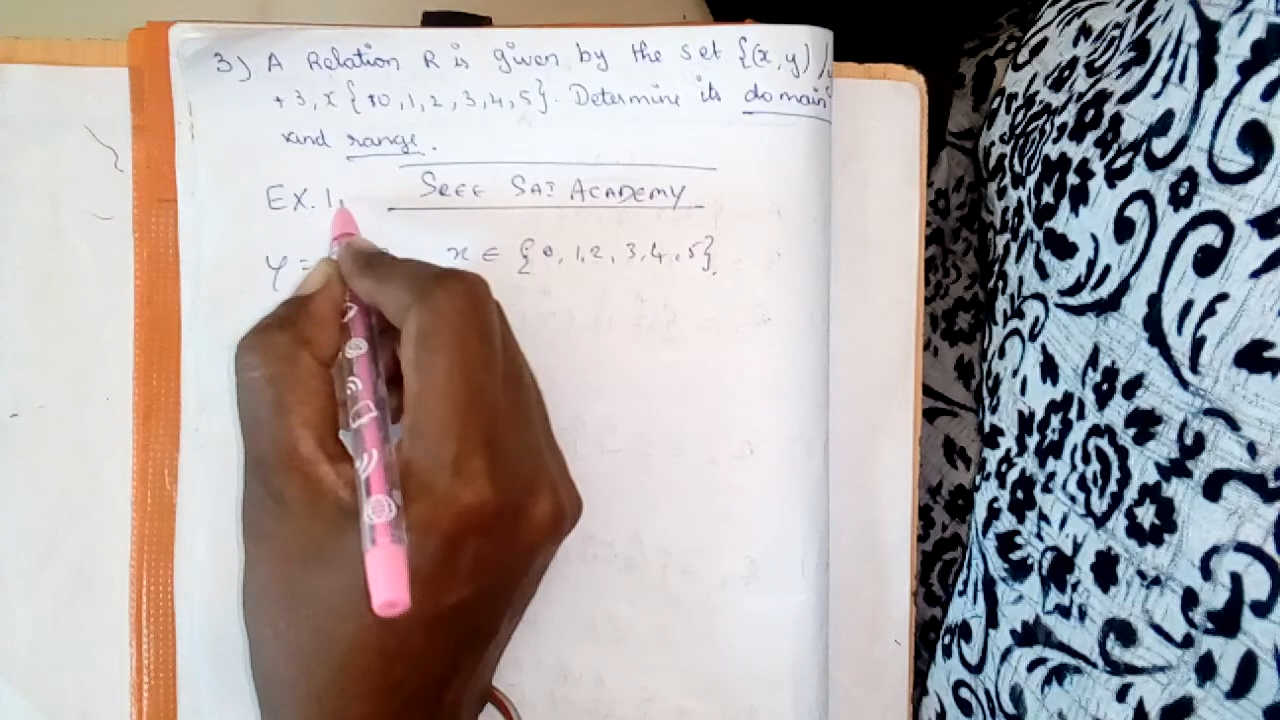 3) A Relation R is given by the set {(x, y) /
+ 3, x { 0, 1, 2, 3, 4, 5}. Determine its domain
and range.
EX. 1. SREE SAI ACADEMY
y = x ∈ {0, 1, 2, 3, 4, 5}.